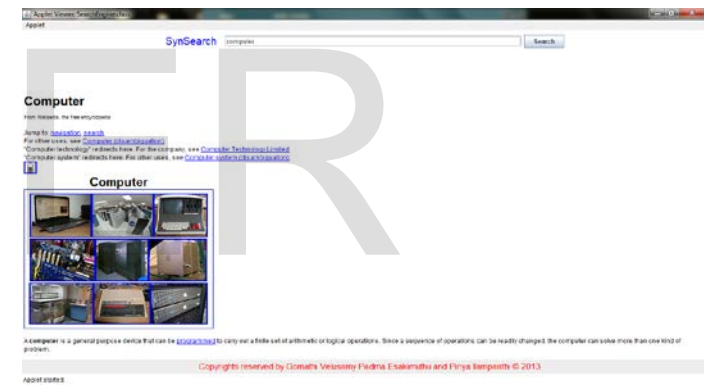 Applet Viewer: SearchEngine.class
Applet
SynSearch computer Search
Computer
From Wikipedia, the free encyclopedia
Jump to: navigation, search
For other uses, see Computer (disambiguation).
"Computer technology" redirects here. For the company, see Computer Technology Limited.
"Computer system" redirects here. For other uses, see Computer system (disambiguation).
Computer
A computer is a general purpose device that can be programmed to carry out a finite set of arithmetic or logical operations. Since a sequence of operations can be readily changed, the computer can solve more than one kind of
problem.
Copyrights reserved by Gomathi Velusamy Padma Esakimuthu and © 2013
Applet started.
ER